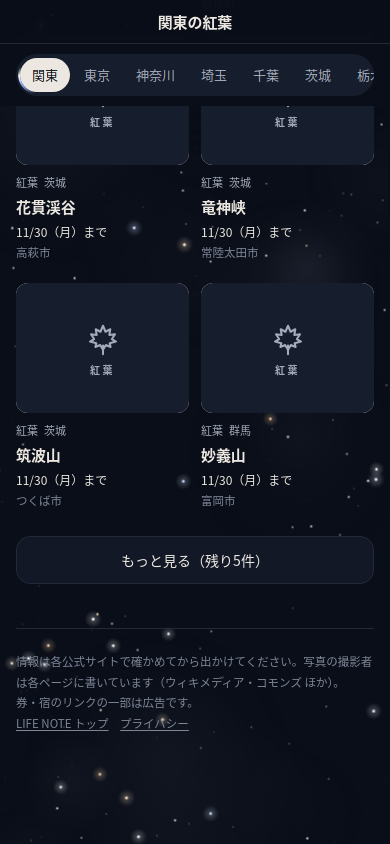 関東の紅葉
関東 東京 神奈川 埼玉 千葉 茨城
紅葉 紅葉
紅葉 茨城 紅葉 茨城
花貫渓谷 竜神峡
11/30（月）まで 11/30（月）まで
高萩市 常陸太田市
紅葉 紅葉
紅葉 茨城 紅葉 群馬
筑波山 妙義山
11/30（月）まで 11/30（月）まで
つくば市 富岡市
もっと見る（残り5件）
情報は各公式サイトで確かめてから出かけてください。写真の撮影者
は各ページに書いています（ウィキメディア・コモンズ ほか）。
券・宿のリンクの一部は広告です。
LIFE NOTE トップ プライバシー